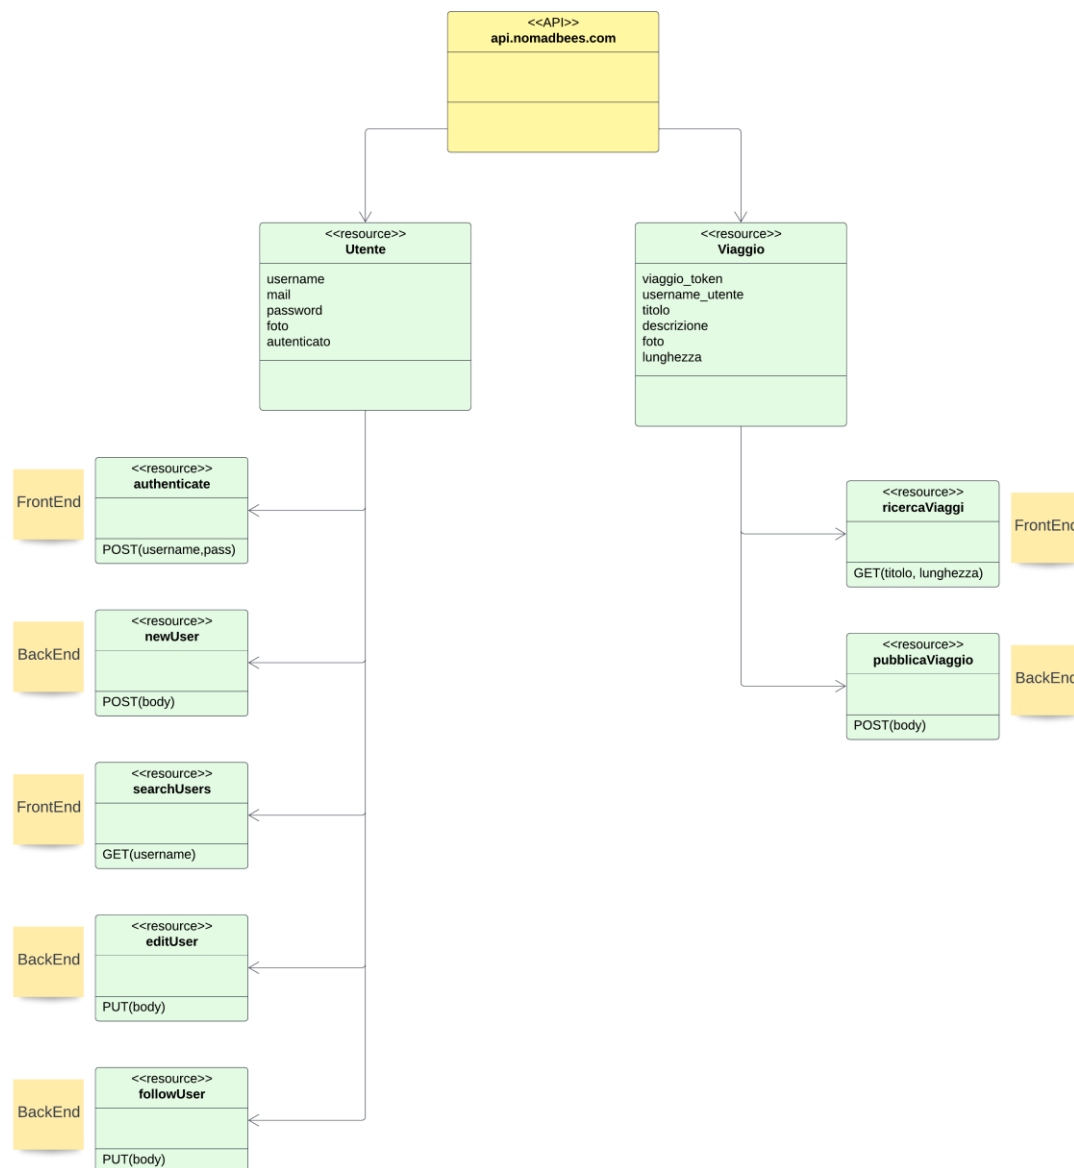 <<API>>
api.nomadbees.com
<<resource>>
Utente
username
mail
password
foto
autenticato
<<resource>>
Viaggio
viaggio_token
username_utente
titolo
descrizione
foto
lunghezza
FrontEnd
<<resource>>
authenticate
POST(username,pass)
BackEnd
<<resource>>
newUser
POST(body)
FrontEnd
<<resource>>
searchUsers
GET(username)
BackEnd
<<resource>>
editUser
PUT(body)
BackEnd
<<resource>>
followUser
PUT(body)
<<resource>>
ricercaViaggi
GET(titolo, lunghezza)
FrontEnd
<<resource>>
pubblicaViaggio
POST(body)
BackEnd